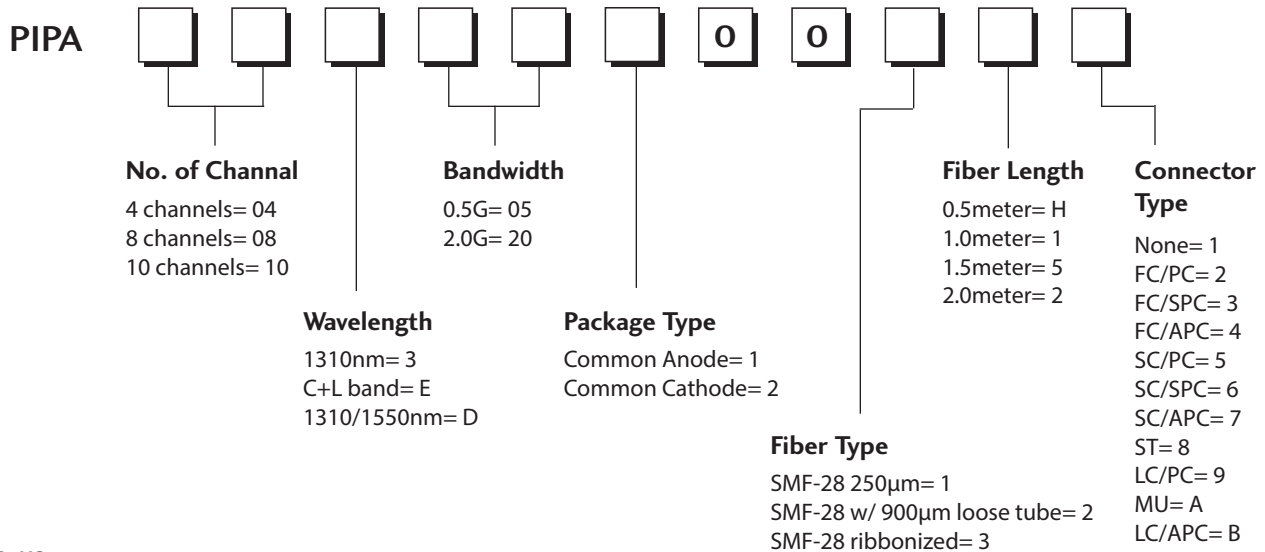 PIPA 0 0
No. of Channal
4 channels= 04
8 channels= 08
10 channels= 10
Bandwidth
0.5G= 05
2.0G= 20
Fiber Length
0.5meter= H
1.0meter= 1
1.5meter= 5
2.0meter= 2
Connector
Type
None= 1
FC/PC= 2
FC/SPC= 3
FC/APC= 4
SC/PC= 5
SC/SPC= 6
SC/APC= 7
ST= 8
LC/PC= 9
MU= A
LC/APC= B
Wavelength
1310nm= 3
C+L band= E
1310/1550nm= D
Package Type
Common Anode= 1
Common Cathode= 2
Fiber Type
SMF-28 250µm= 1
SMF-28 w/ 900µm loose tube= 2
SMF-28 ribbonized= 3